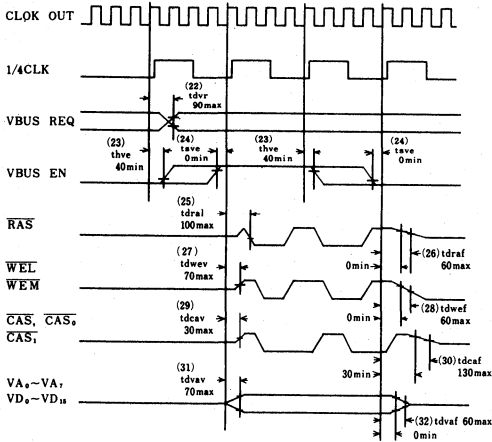 CLOK OUT
1/4CLK
(22)
tdvr
90max
VBUS REQ
(23)
thve
40min
(24)
tsve
0min
(23)
thve
40min
(24)
tsve
0min
VBUS EN
(25)
tdral
100max
RAS
(26)tdraf
60max
0min
(27)
tdwev
70max
WEL
WEM
(28)tdwef
60max
0min
(29)
tdcav
30max
CAS, CAS₀
CAS₁
(30)tdcaf
130max
30min
(31)
tdvav
70max
VA₀~VA₇
VD₀~VD₁₅
(32)tdvaf 60max
0min